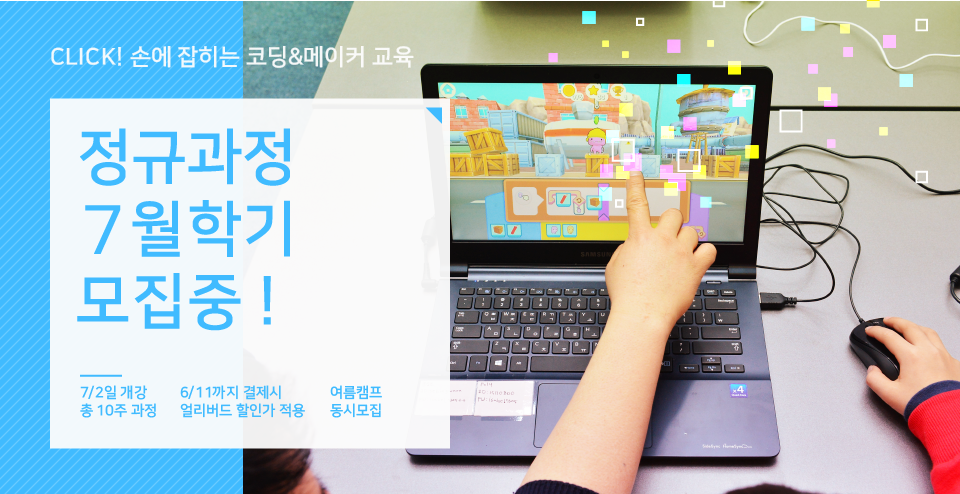 CLICK! 손에 잡히는 코딩&메이커 교육
정규과정
7월학기
모집중!
7/2일 개강
총 10주 과정
6/11까지 결제시
얼리버드 할인가 적용
여름캠프
동시모집
SAMSUNG
x4